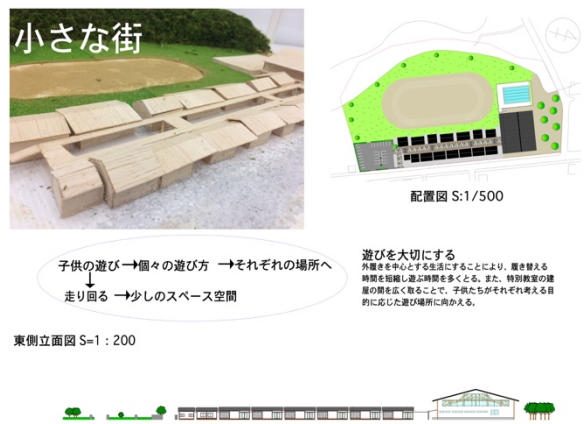 小さな街
配置図 S:1/500
子供の遊び→個々の遊び方→それぞれの場所へ
走り回る→少しのスペース空間
遊びを大切にする
外履きを中心とする生活にすることにより、履き替える
時間を短縮し遊ぶ時間を多くとる。また、特別教室の建
屋の間を広く取ることで、子供たちがそれぞれ考える目
的に応じた遊び場所に向かえる。
東側立面図 S=1：200